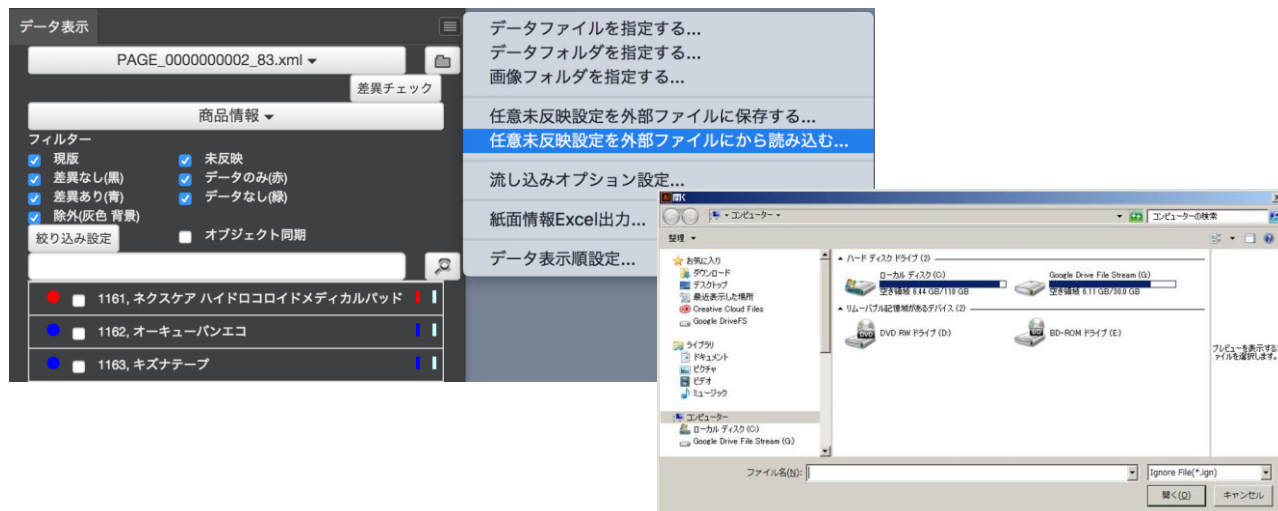 データ表示
PAGE_0000000002_83.xml
差異チェック
商品情報
フィルター
現版
未反映
差異なし(黒)
データのみ(赤)
差異あり(青)
データなし(緑)
除外(灰色 背景)
絞り込み設定
オブジェクト同期
1161, ネクスケア ハイドロコロイドメディカルパッド
1162, オーキューバンエコ
1163, キズナテープ
データファイルを指定する...
データフォルダを指定する...
画像フォルダを指定する...
任意未反映設定を外部ファイルに保存する...
任意未反映設定を外部ファイルにから読み込む...
流し込みオプション設定...
紙面情報Excel出力...
データ表示順設定...
開く
コンピューター
コンピューターの検索
整理
お気に入り
ダウンロード
デスクトップ
最近表示した場所
Creative Cloud Files
Google DriveFS
ライブラリ
ドキュメント
ピクチャ
ビデオ
ミュージック
コンピューター
ローカル ディスク (C:)
Google Drive File Stream (G:)
ハード ディスク ドライブ (2)
ローカル ディスク (C:)
空き領域 6.44 GB/118 GB
Google Drive File Stream (G:)
空き領域 6.11 GB/30.0 GB
リムーバブル記憶域があるデバイス (2)
DVD RW ドライブ (D:)
BD-ROM ドライブ (E:)
プレビューを表示する
ァイルを選択します。
ファイル名(N):
Ignore File(*.ign)
開く(O)
キャンセル